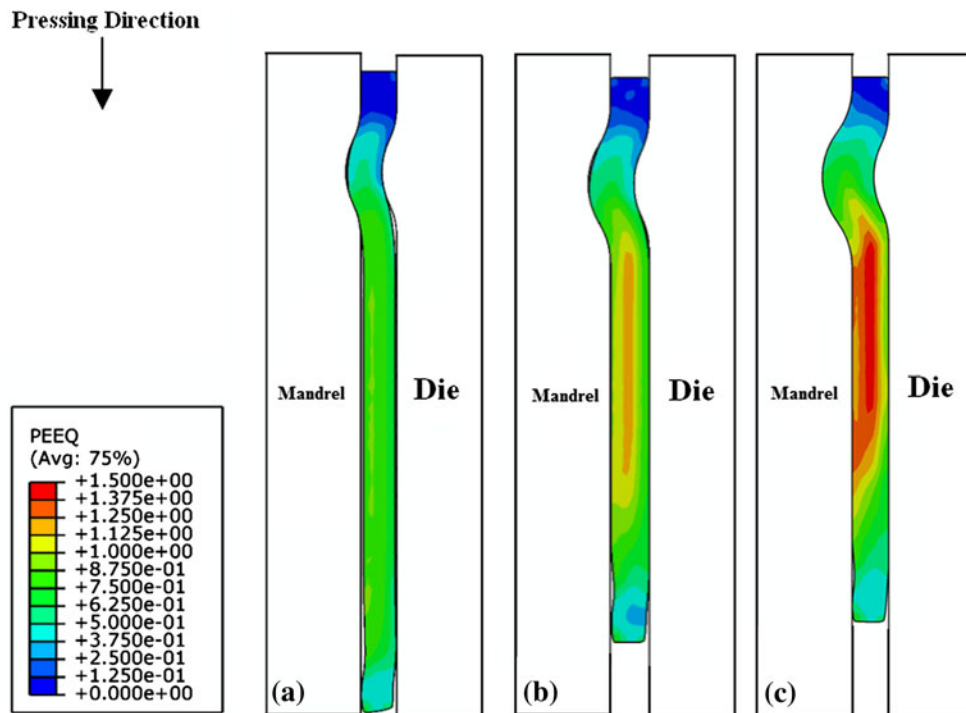 Pressing Direction
Mandrel
Die
Mandrel
Die
Mandrel
Die
PEEQ
(Avg: 75%)
+1.500e+00
+1.375e+00
+1.250e+00
+1.125e+00
+1.000e+00
+8.750e-01
+7.500e-01
+6.250e-01
+5.000e-01
+3.750e-01
+2.500e-01
+1.250e-01
+0.000e+00
(a)
(b)
(c)